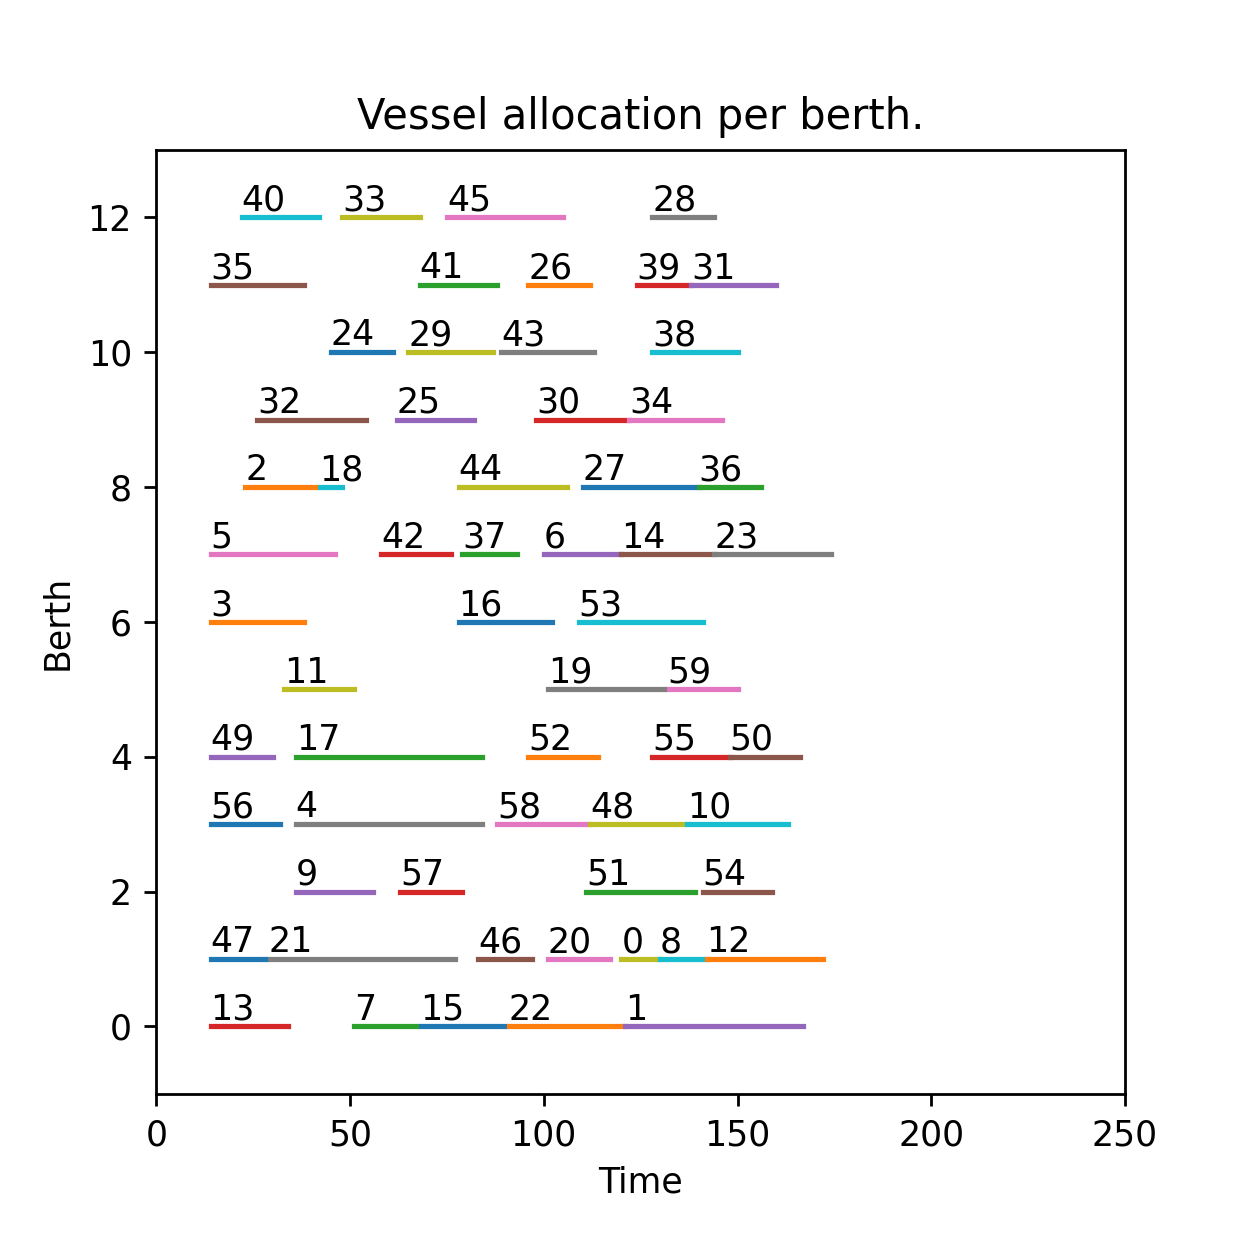 Vessel allocation per berth.
12
40 33 45 28
35 41 26 39 31
10
24 29 43 38
32 25 30 34
8
2 18 44 27 36
5 42 37 6 14 23
6
3 16 53
11 19 59
4
49 17 52 55 50
56 4 58 48 10
2
9 57 51 54
47 21 46 20 0 8 12
0
13 7 15 22 1
Berth
0 50 100 150 200 250
Time